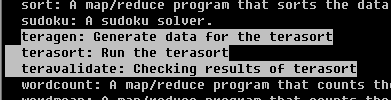 sort: A map/reduce program that sorts the data
sudoku: A sudoku solver.
teragen: Generate data for the terasort
terasort: Run the terasort
teravalidate: Checking results of terasort
wordcount: A map/reduce program that counts the
wordmean: A map/reduce program that counts the